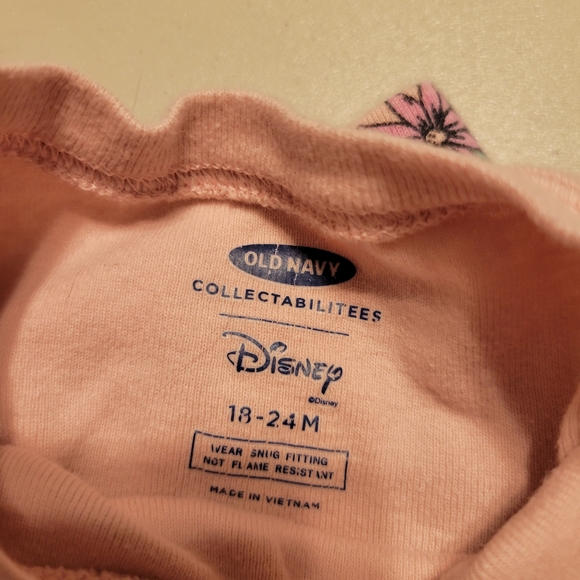 OLD NAVY
COLLECTABILITEES
Disney
©Disney
18-24M
WEAR SNUG FITTING
NOT FLAME RESISTANT
MADE IN VIETNAM